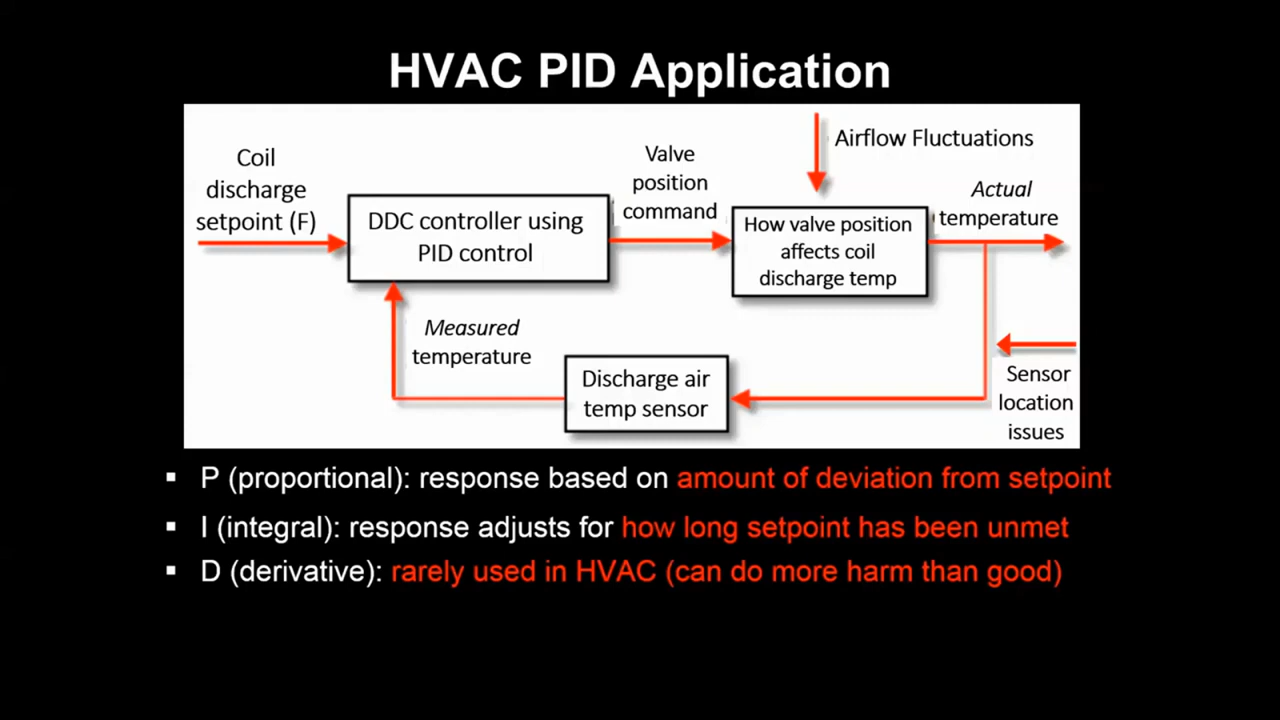 HVAC PID Application
Coil
discharge
setpoint (F)
DDC controller using
PID control
Valve
position
command
Airflow Fluctuations
How valve position
affects coil
discharge temp
Actual
temperature
Measured
temperature
Discharge air
temp sensor
Sensor
location
issues
▪ P (proportional): response based on amount of deviation from setpoint
▪ I (integral): response adjusts for how long setpoint has been unmet
▪ D (derivative): rarely used in HVAC (can do more harm than good)